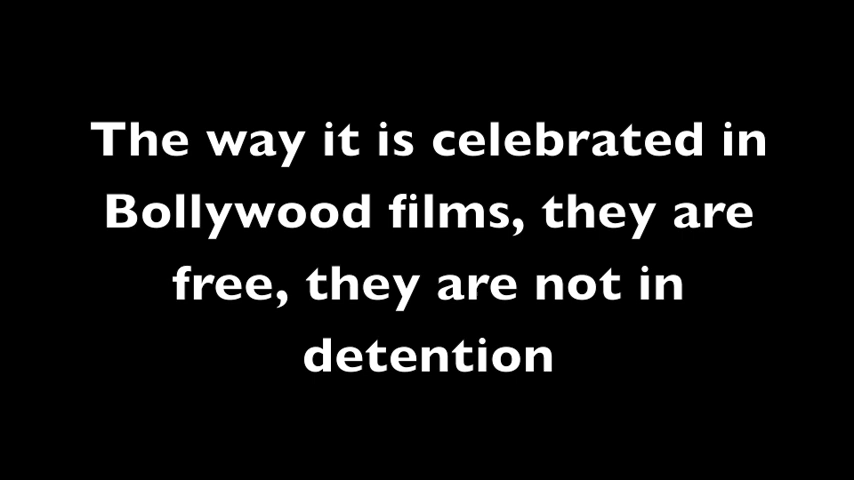 The way it is celebrated in
Bollywood films, they are
free, they are not in
detention